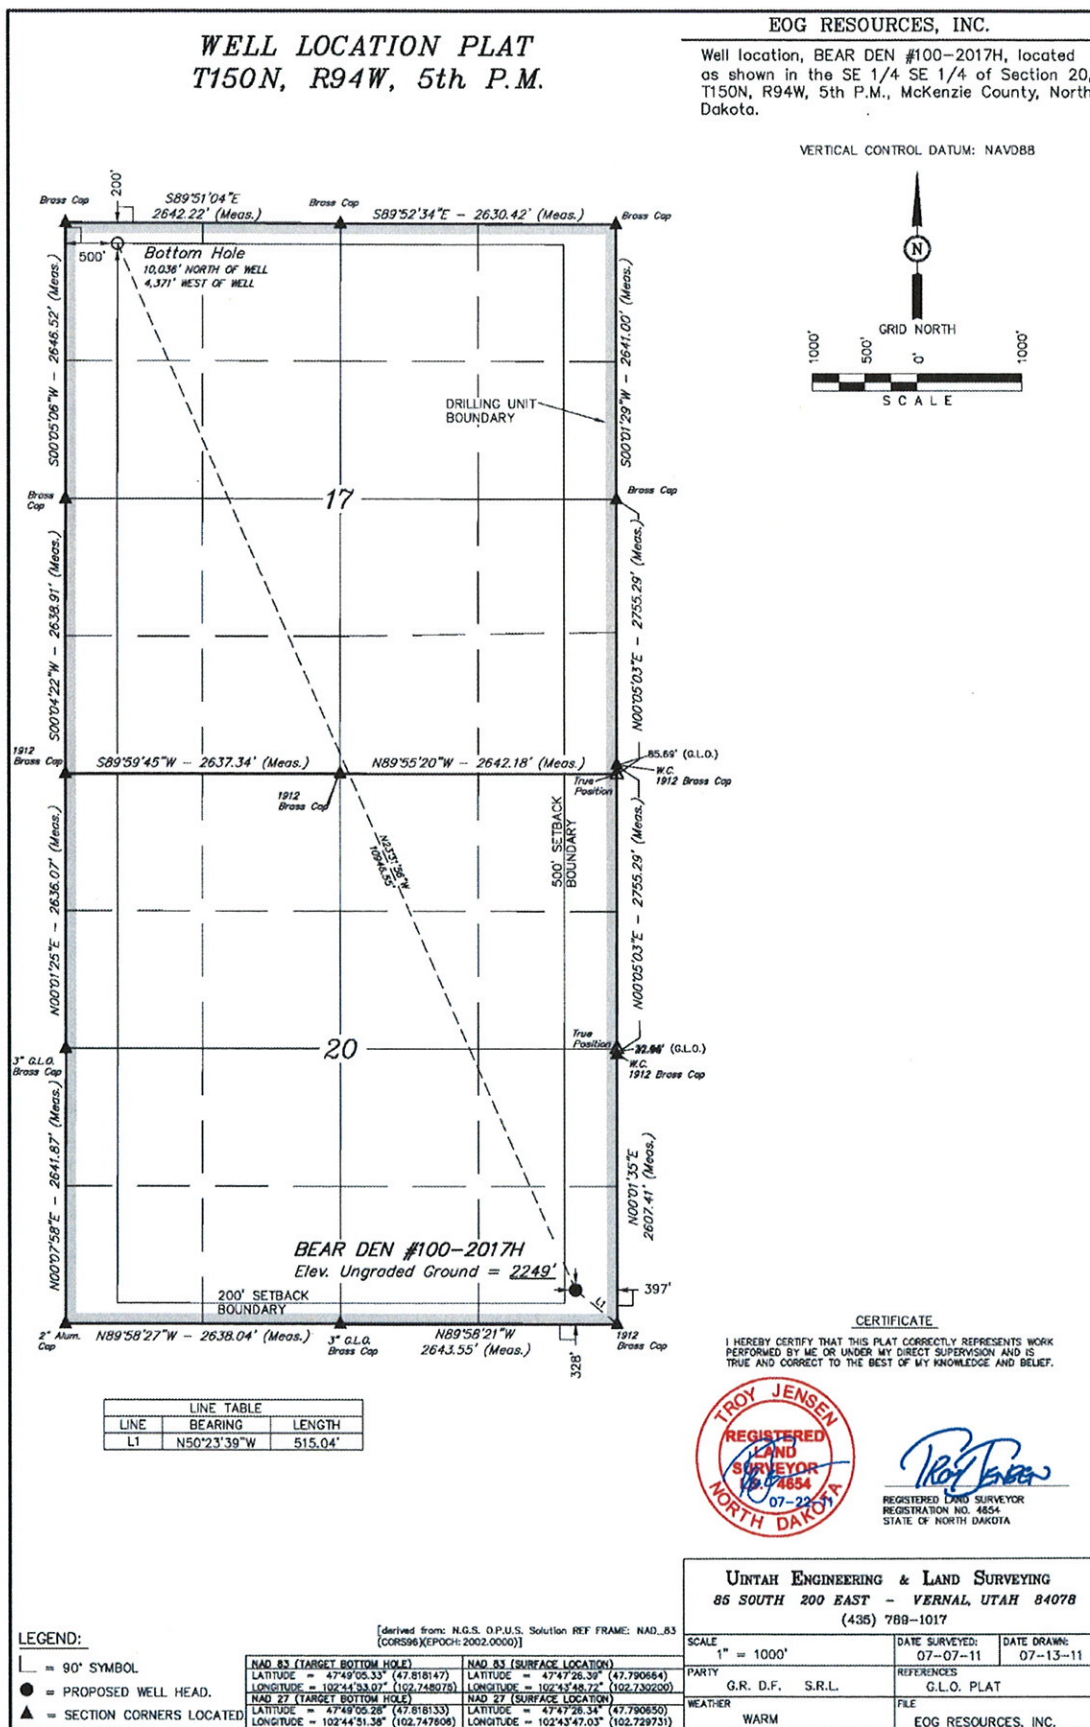 WELL LOCATION PLAT
T150N, R94W, 5th P.M.
EOG RESOURCES, INC.
Well location, BEAR DEN #100-2017H, located
as shown in the SE 1/4 SE 1/4 of Section 20,
T150N, R94W, 5th P.M., McKenzie County, North
Dakota.
VERTICAL CONTROL DATUM: NAVD88
N
GRID NORTH
1000'
500'
0'
1000'
SCALE
Brass Cap
200'
S89°51'04"E
2642.22' (Meas.)
Brass Cap
S89°52'34"E - 2630.42' (Meas.)
Brass Cap
500'
Bottom Hole
10,036' NORTH OF WELL
4,371' WEST OF WELL
S00°05'06"W - 2646.52' (Meas.)
S00°01'29"W - 2641.00' (Meas.)
DRILLING UNIT
BOUNDARY
Brass
Cap
17
Brass Cap
S00°04'22"W - 2638.91' (Meas.)
N00°05'03"E - 2755.29' (Meas.)
1912
Brass Cap
S89°59'45"W - 2637.34' (Meas.)
N89°55'20"W - 2642.18' (Meas.)
85.69' (G.L.O.)
True
Position
W.C.
1912 Brass Cap
1912
Brass Cap
N23°31'56"W
10946.55'
500' SETBACK
BOUNDARY
N00°01'25"E - 2636.07' (Meas.)
N00°05'03"E - 2755.29' (Meas.)
3" G.L.O.
Brass Cap
20
True
Position
(G.L.O.)
W.C.
1912 Brass Cap
N00°07'58"E - 2641.87' (Meas.)
N00°01'35"E
2607.41' (Meas.)
BEAR DEN #100-2017H
Elev. Ungraded Ground = 2249'
200' SETBACK
BOUNDARY
L1
397'
2" Alum.
Cap
N89°58'27"W - 2638.04' (Meas.)
3" G.L.O.
Brass Cap
N89°58'21"W
2643.55' (Meas.)
328'
1912
Brass Cap
LINE TABLE
LINE BEARING LENGTH
L1 N50°23'39"W 515.04'
CERTIFICATE
I HEREBY CERTIFY THAT THIS PLAT CORRECTLY REPRESENTS WORK
PERFORMED BY ME OR UNDER MY DIRECT SUPERVISION AND IS
TRUE AND CORRECT TO THE BEST OF MY KNOWLEDGE AND BELIEF.
TROY JENSEN
REGISTERED
LAND
SURVEYOR
4654
07-22-11
NORTH DAKOTA
Troy Jensen
REGISTERED LAND SURVEYOR
REGISTRATION NO. 4654
STATE OF NORTH DAKOTA
UINTAH ENGINEERING & LAND SURVEYING
85 SOUTH 200 EAST - VERNAL, UTAH 84078
(435) 789-1017
SCALE
1" = 1000'
DATE SURVEYED:
07-07-11
DATE DRAWN:
07-13-11
PARTY
G.R. D.F. S.R.L.
REFERENCES
G.L.O. PLAT
WEATHER
WARM
FILE
EOG RESOURCES, INC.
LEGEND:
= 90° SYMBOL
= PROPOSED WELL HEAD.
= SECTION CORNERS LOCATED
[derived from: N.G.S. O.P.U.S. Solution REF FRAME: NAD_83
(CORS96)(EPOCH: 2002.0000)]
NAD 83 (TARGET BOTTOM HOLE)
LATITUDE = 47°49'05.33" (47.818147)
LONGITUDE = 102°44'53.07" (102.748075)
NAD 27 (TARGET BOTTOM HOLE)
LATITUDE = 47°49'05.28" (47.818133)
LONGITUDE = 102°44'51.38" (102.747606)
NAD 83 (SURFACE LOCATION)
LATITUDE = 47°47'26.39" (47.790664)
LONGITUDE = 102°43'48.72" (102.730200)
NAD 27 (SURFACE LOCATION)
LATITUDE = 47°47'26.34" (47.790650)
LONGITUDE = 102°43'47.03" (102.729731)